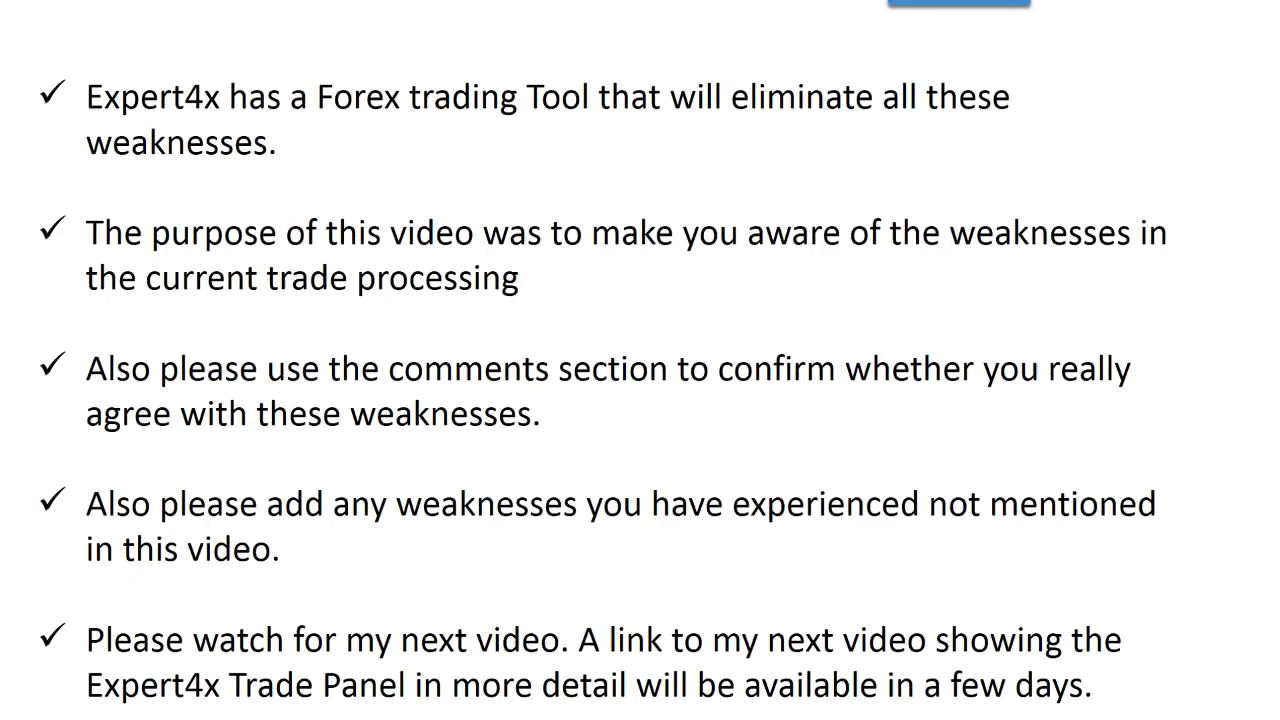 ✓ Expert4x has a Forex trading Tool that will eliminate all these
weaknesses.
✓ The purpose of this video was to make you aware of the weaknesses in
the current trade processing
✓ Also please use the comments section to confirm whether you really
agree with these weaknesses.
✓ Also please add any weaknesses you have experienced not mentioned
in this video.
✓ Please watch for my next video. A link to my next video showing the
Expert4x Trade Panel in more detail will be available in a few days.